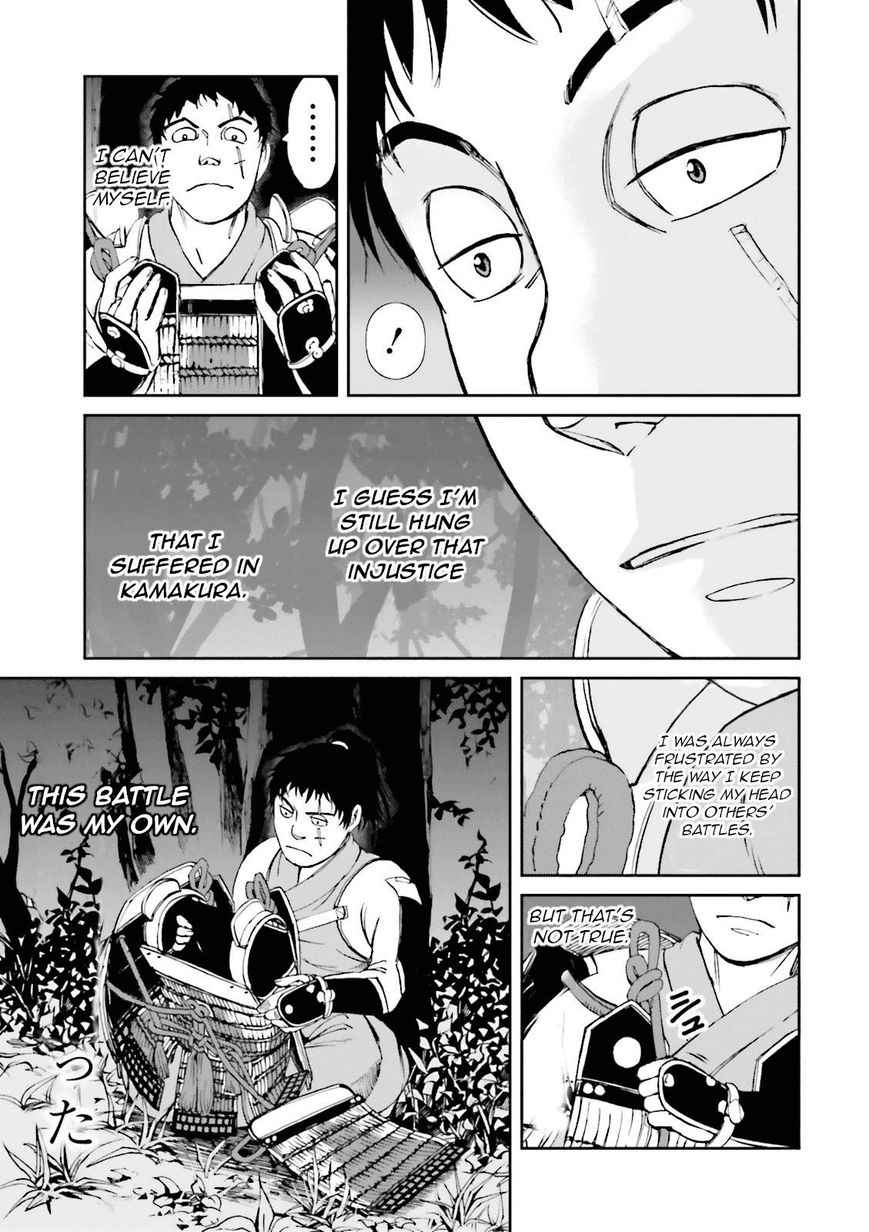 !
・・・・・
I CAN'T
BELIEVE
MYSELF.
I GUESS I'M
STILL HUNG
UP OVER THAT
INJUSTICE
THAT I
SUFFERED IN
KAMAKURA.
I WAS ALWAYS
FRUSTRATED BY
THE WAY I KEEP
STICKING MY HEAD
INTO OTHERS'
BATTLES.
BUT THAT'S
NOT TRUE.
THIS BATTLE
WAS MY OWN.
った